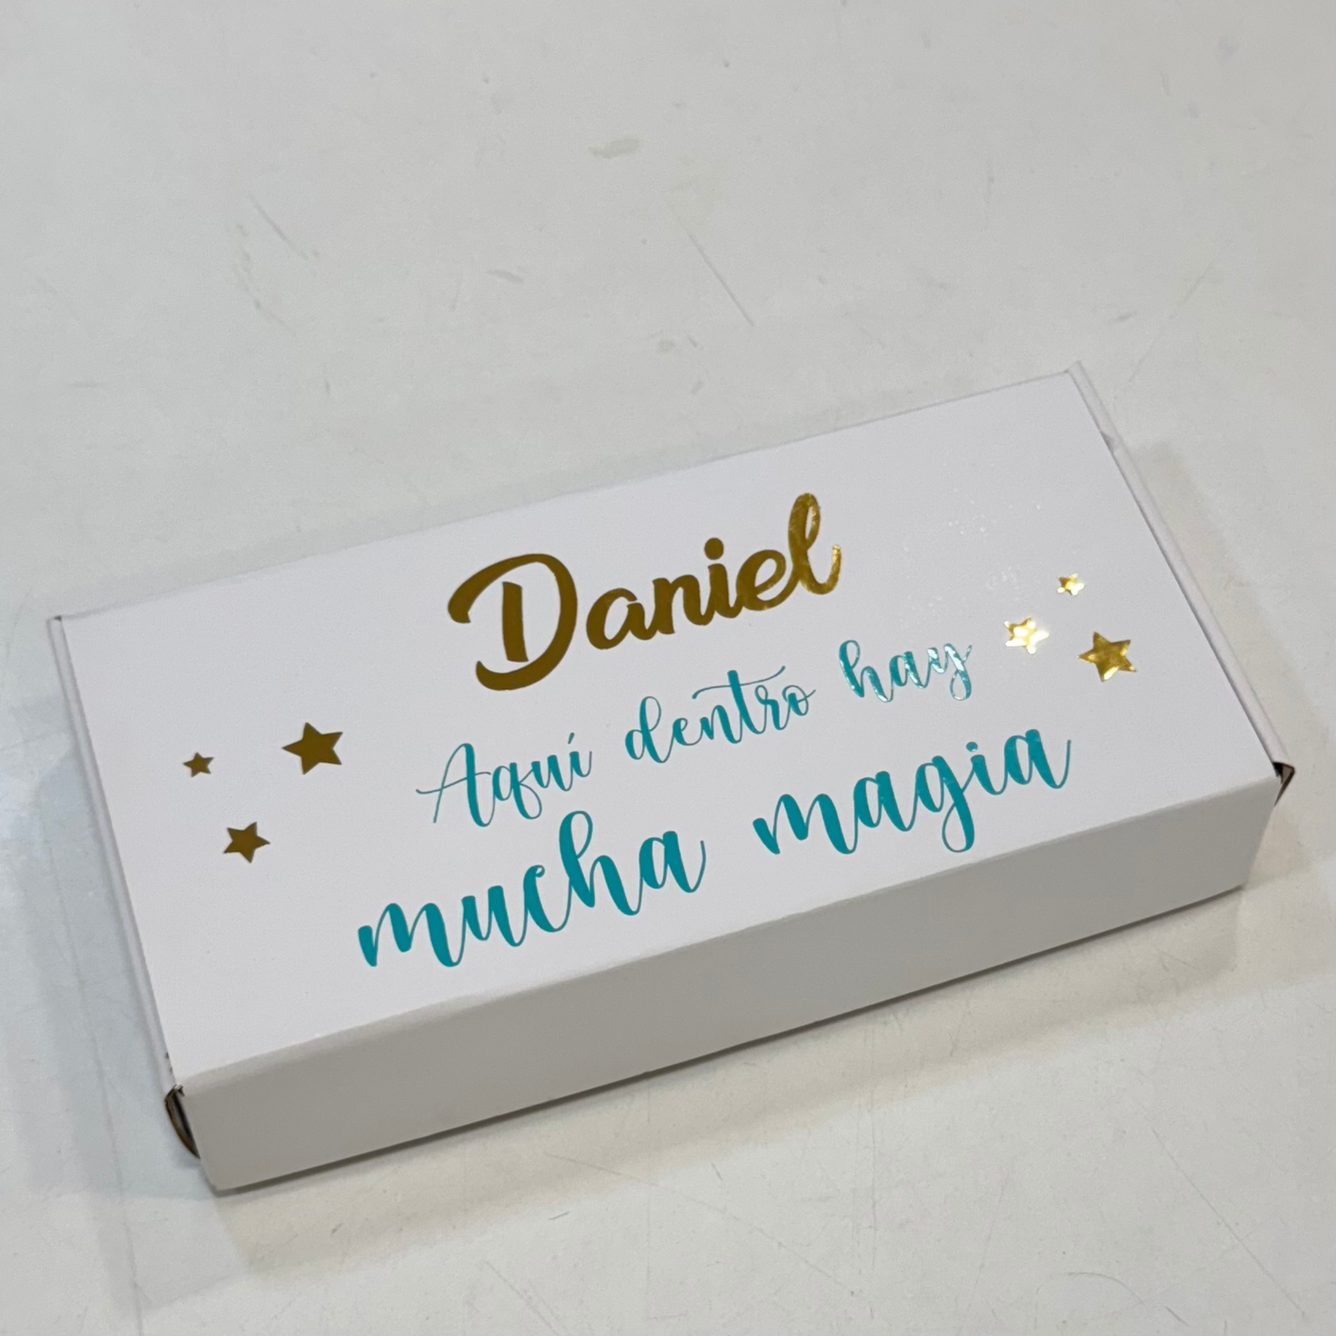 Daniel
Aquí dentro hay
mucha magia